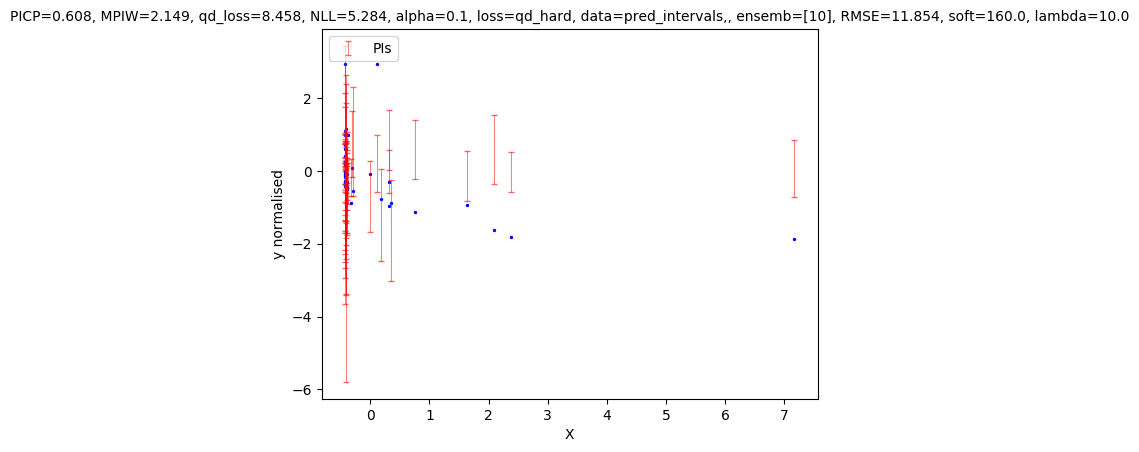 PICP=0.608, MPIW=2.149, qd_loss=8.458, NLL=5.284, alpha=0.1, loss=qd_hard, data=pred_intervals,, ensemb=[10], RMSE=11.854, soft=160.0, lambda=10.0
PIs
2
0
−2
−4
−6
y normalised
0 1 2 3 4 5 6 7
X